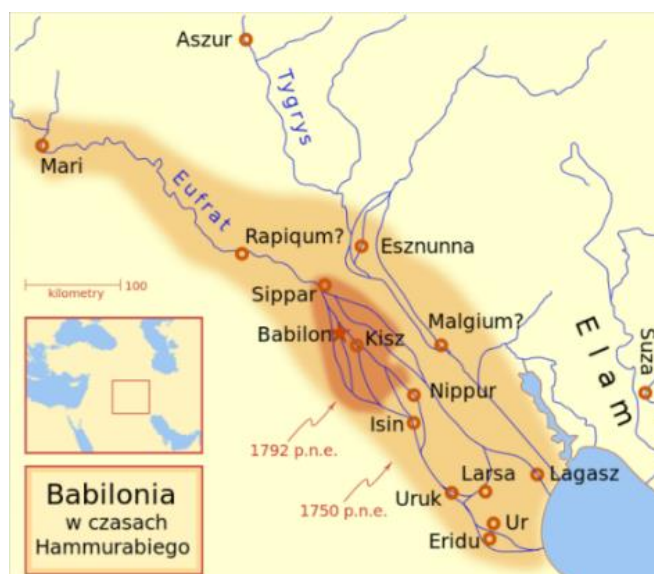 Aszur
Tygrys
Mari
Eufrat
Rapiqum?
Esznunna
100
kilometry
Sippar
Babilon
Kisz
Malgium?
Elam
Suza
Nippur
Isin
1792 p.n.e.
1750 p.n.e.
Larsa
Lagasz
Uruk
Ur
Eridu
Babilonia
w czasach
Hammurabiego